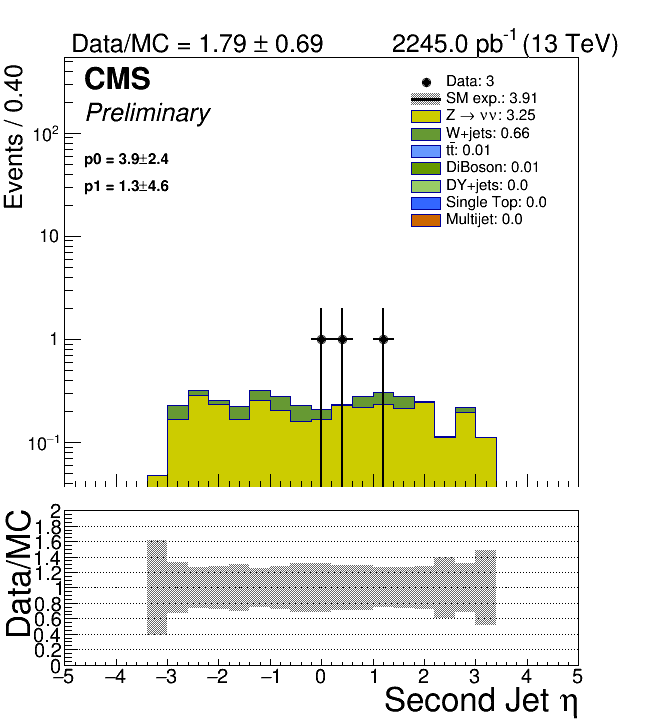 Data/MC = 1.79 ± 0.69
2245.0 pb⁻¹ (13 TeV)
Events / 0.40
CMS
Preliminary
p0 = 3.9±2.4
p1 = 1.3±4.6
Data: 3
SM exp.: 3.91
Z → νν: 3.25
W+jets: 0.66
tt̄: 0.01
DiBoson: 0.01
DY+jets: 0.0
Single Top: 0.0
Multijet: 0.0
10²
10
1
10⁻¹
Data/MC
2
1.8
1.6
1.4
1.2
1
0.8
0.6
0.4
0.2
0
−5 −4 −3 −2 −1 0 1 2 3 4 5
Second Jet η